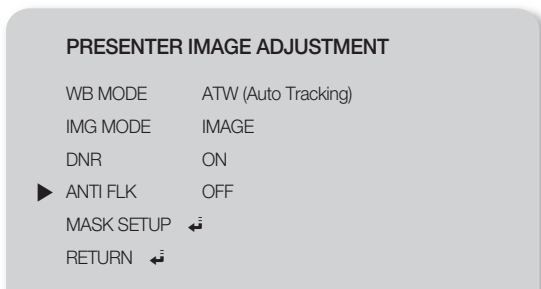 PRESENTER IMAGE ADJUSTMENT
WB MODE ATW (Auto Tracking)
IMG MODE IMAGE
DNR ON
ANTI FLK OFF
MASK SETUP
RETURN